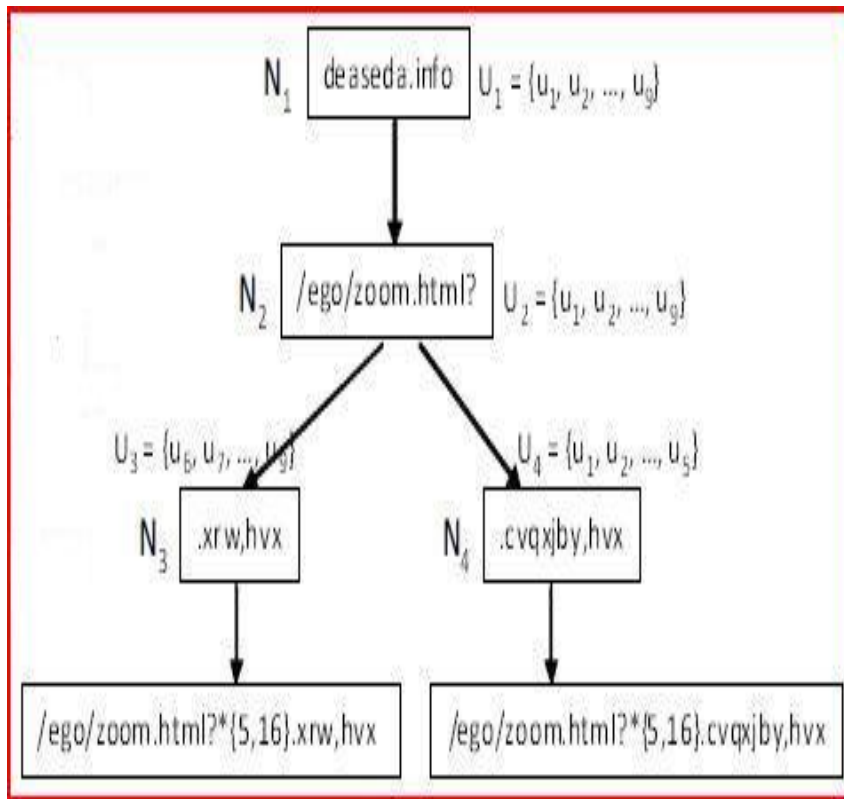 N₁ deaseda.info U₁ = {u₁, u₂, ..., u₉}
N₂ /ego/zoom.html? U₂ = {u₁, u₂, ..., u₉}
U₃ = {u₆, u₇, ..., u₉} U₄ = {u₁, u₂, ..., u₅}
N₃ .xrw,hvx N₄ .cvqxjby,hvx
/ego/zoom.html?*{5,16}.xrw,hvx /ego/zoom.html?*{5,16}.cvqxjby,hvx